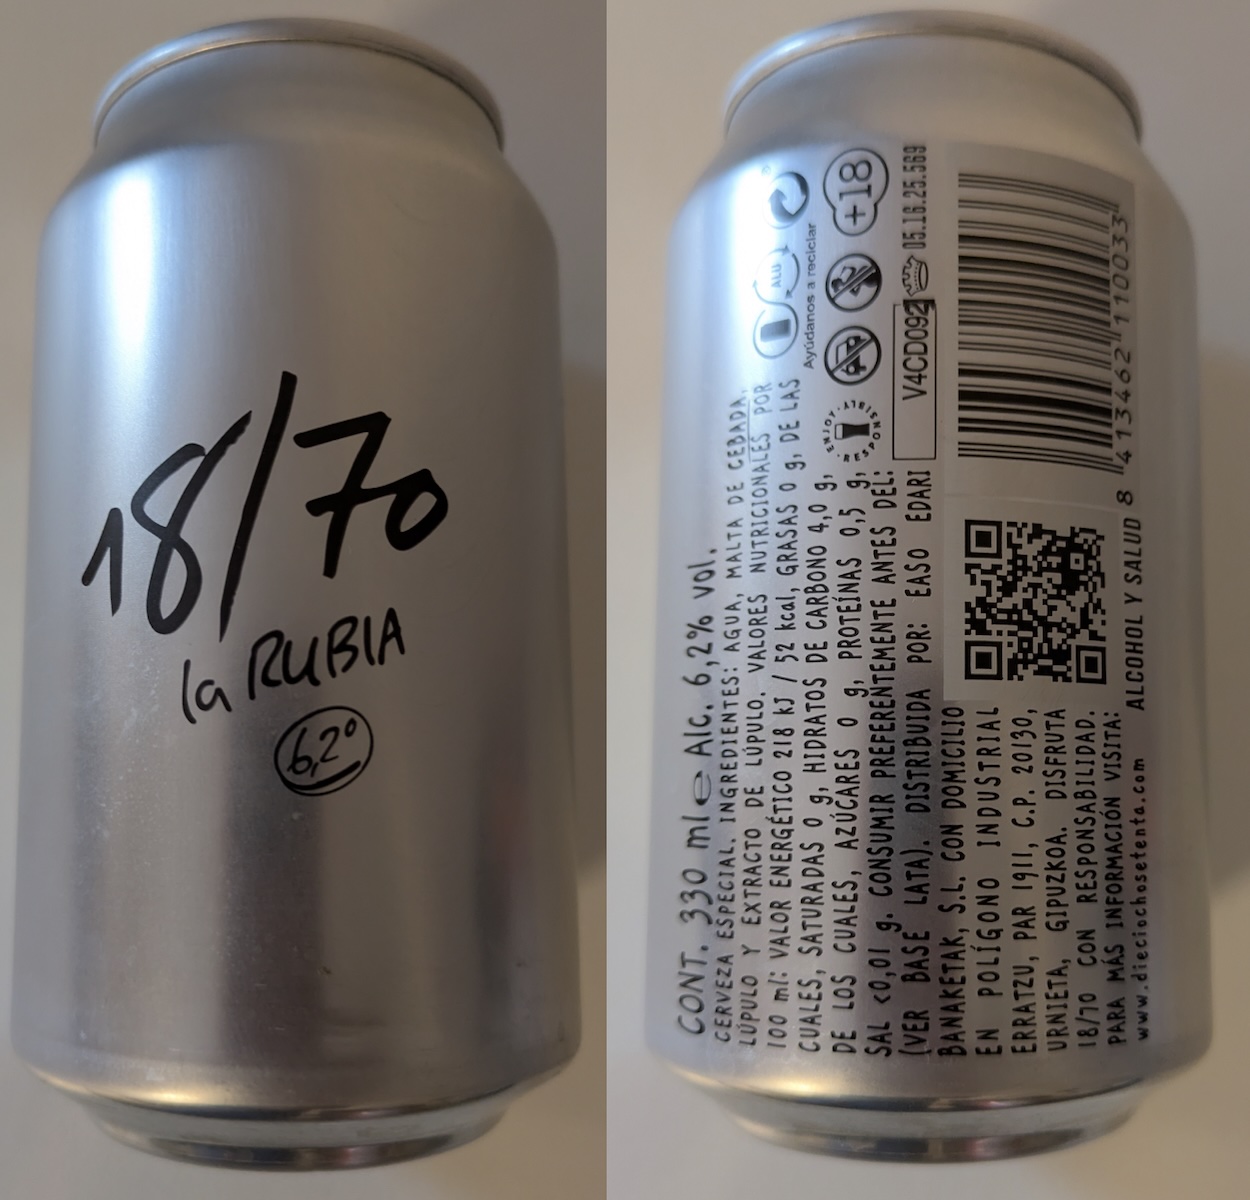 18/70
la RUBIA
6,2º
CONT. 330 ml e Alc. 6,2% vol.
CERVEZA ESPECIAL. INGREDIENTES: AGUA, MALTA DE CEBADA,
LÚPULO Y EXTRACTO DE LÚPULO. VALORES NUTRICIONALES POR
100 ml: VALOR ENERGÉTICO 218 kJ / 52 kcal, GRASAS 0 g, DE LAS
CUALES, SATURADAS 0 g, HIDRATOS DE CARBONO 4,0 g,
DE LOS CUALES, AZÚCARES 0 g, PROTEÍNAS 0,5 g,
SAL <0,01 g. CONSUMIR PREFERENTEMENTE ANTES DEL:
(VER BASE LATA). DISTRIBUIDA POR: EASO EDARI
BANAKETAK, S.L. CON DOMICILIO
EN POLÍGONO INDUSTRIAL
ERRATZU, PAR 1911, C.P. 20130,
URNIETA, GIPUZKOA. DISFRUTA
18/70 CON RESPONSABILIDAD.
PARA MÁS INFORMACIÓN VISITA:
www.dieciochosetenta.com
ALU
Ayúdanos a reciclar
+18
ENJOY · RESPONSIBLY ·
V4CD092
05.16.25.569
8 413462 110033
ALCOHOL Y SALUD